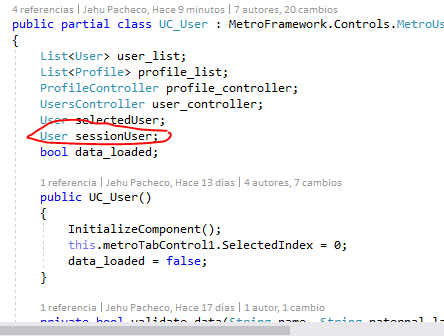 4 referencias | Jehu Pacheco, Hace 9 minutos | 7 autores, 20 cambios
public partial class UC_User : MetroFramework.Controls.MetroUs
{
List<User> user_list;
List<Profile> profile_list;
ProfileController profile_controller;
UsersController user_controller;
User selectedUser;
User sessionUser;
bool data_loaded;
1 referencia | Jehu Pacheco, Hace 13 días | 4 autores, 7 cambios
public UC_User()
{
InitializeComponent();
this.metroTabControl1.SelectedIndex = 0;
data_loaded = false;
}
1 referencia | Jehu Pacheco, Hace 17 días | 1 autor, 1 cambio
private bool validate_data(String name, String paternal_la